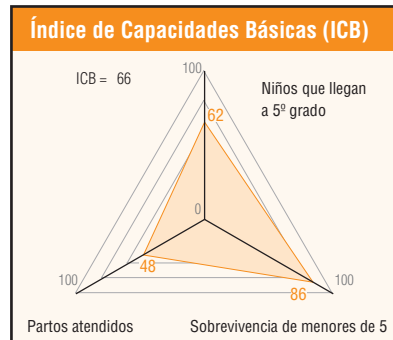 Índice de Capacidades Básicas (ICB)
ICB = 66
100
Niños que llegan
a 5º grado
62
0
48
100
100
86
Partos atendidos
Sobrevivencia de menores de 5